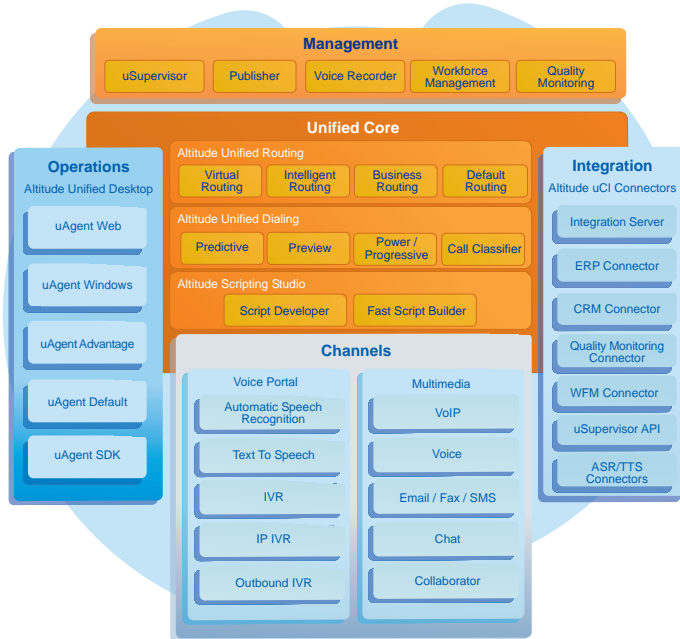 Management
uSupervisor
Publisher
Voice Recorder
Workforce
Management
Quality
Monitoring
Unified Core
Altitude Unified Routing
Virtual
Routing
Intelligent
Routing
Business
Routing
Default
Routing
Altitude Unified Dialing
Predictive
Preview
Power /
Progressive
Call Classifier
Altitude Scripting Studio
Script Developer
Fast Script Builder
Operations
Altitude Unified Desktop
uAgent Web
uAgent Windows
uAgent Advantage
uAgent Default
uAgent SDK
Channels
Voice Portal
Automatic Speech
Recognition
Text To Speech
IVR
IP IVR
Outbound IVR
Multimedia
VoIP
Voice
Email / Fax / SMS
Chat
Collaborator
Integration
Altitude uCI Connectors
Integration Server
ERP Connector
CRM Connector
Quality Monitoring
Connector
WFM Connector
uSupervisor API
ASR/TTS
Connectors